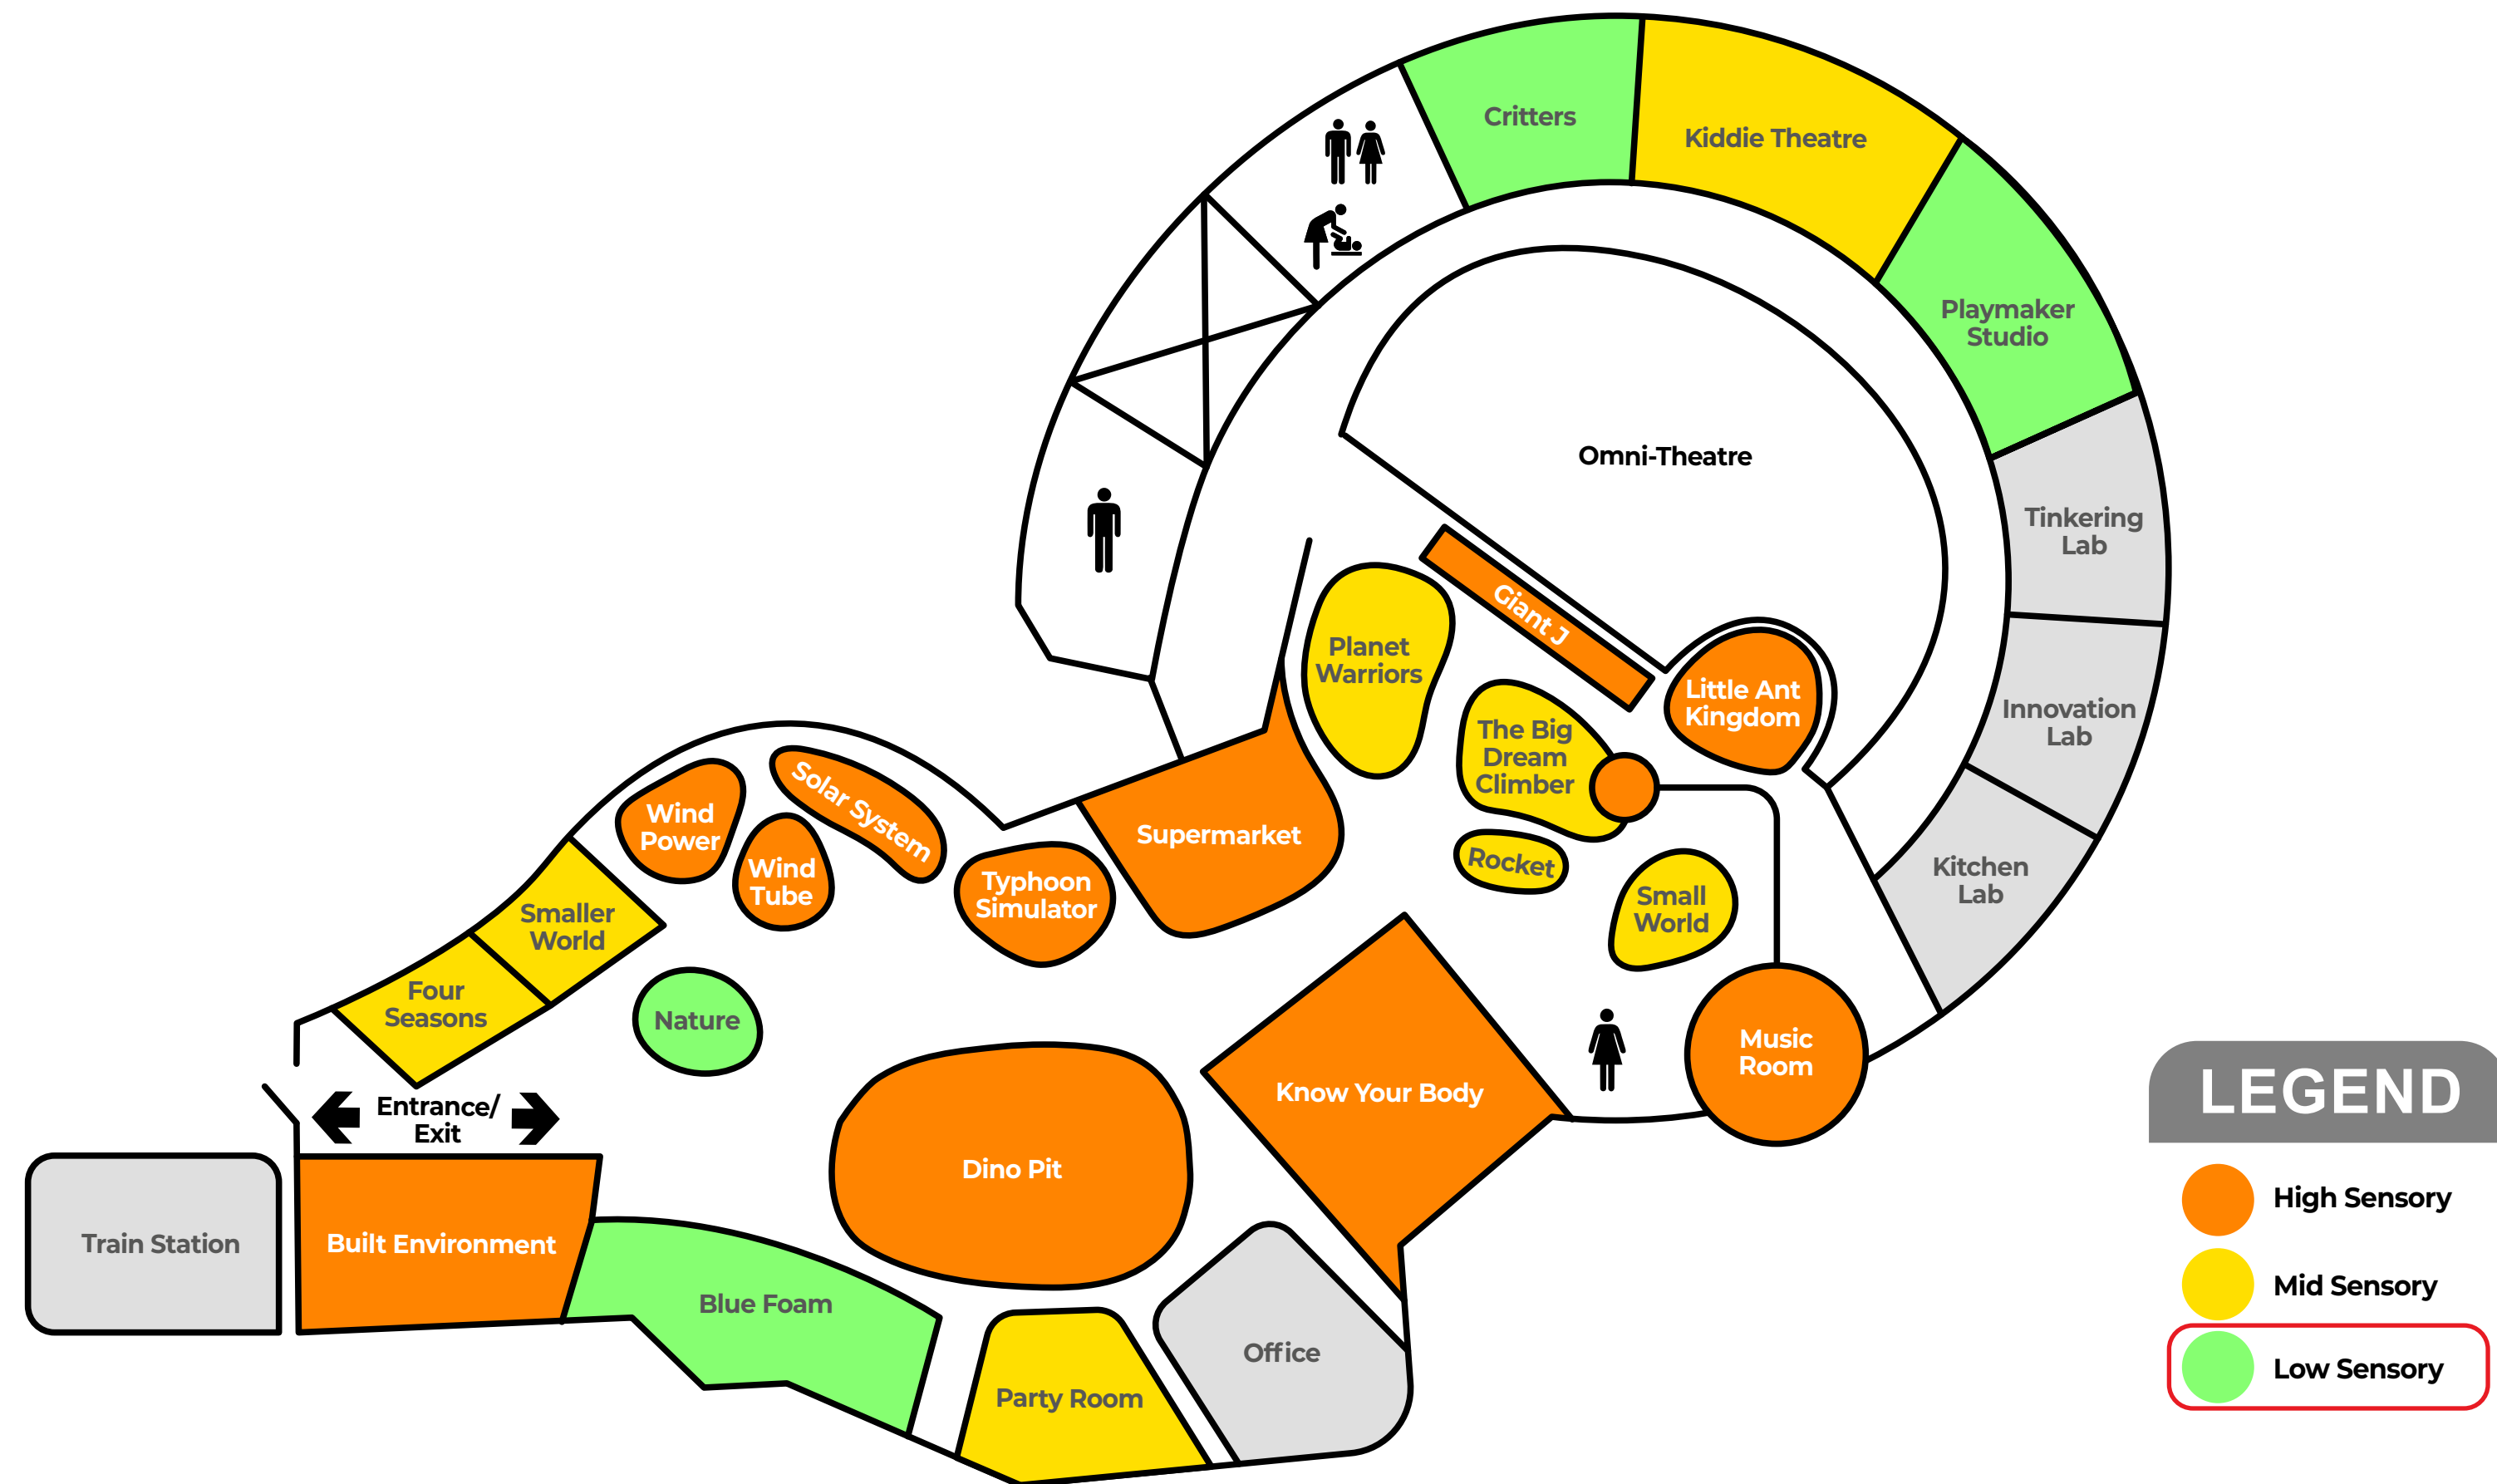 Critters
Kiddie Theatre
Playmaker
Studio
Omni-Theatre
Tinkering
Lab
Giant J
Planet
Warriors
Little Ant
Kingdom
Innovation
Lab
The Big
Dream
Climber
Solar System
Wind
Power
Supermarket
Wind
Tube
Typhoon
Simulator
Rocket
Kitchen
Lab
Small
World
Smaller
World
Four
Seasons
Nature
Music
Room
Know Your Body
Entrance/
Exit
Dino Pit
Train Station
Built Environment
Blue Foam
Office
Party Room
LEGEND
High Sensory
Mid Sensory
Low Sensory